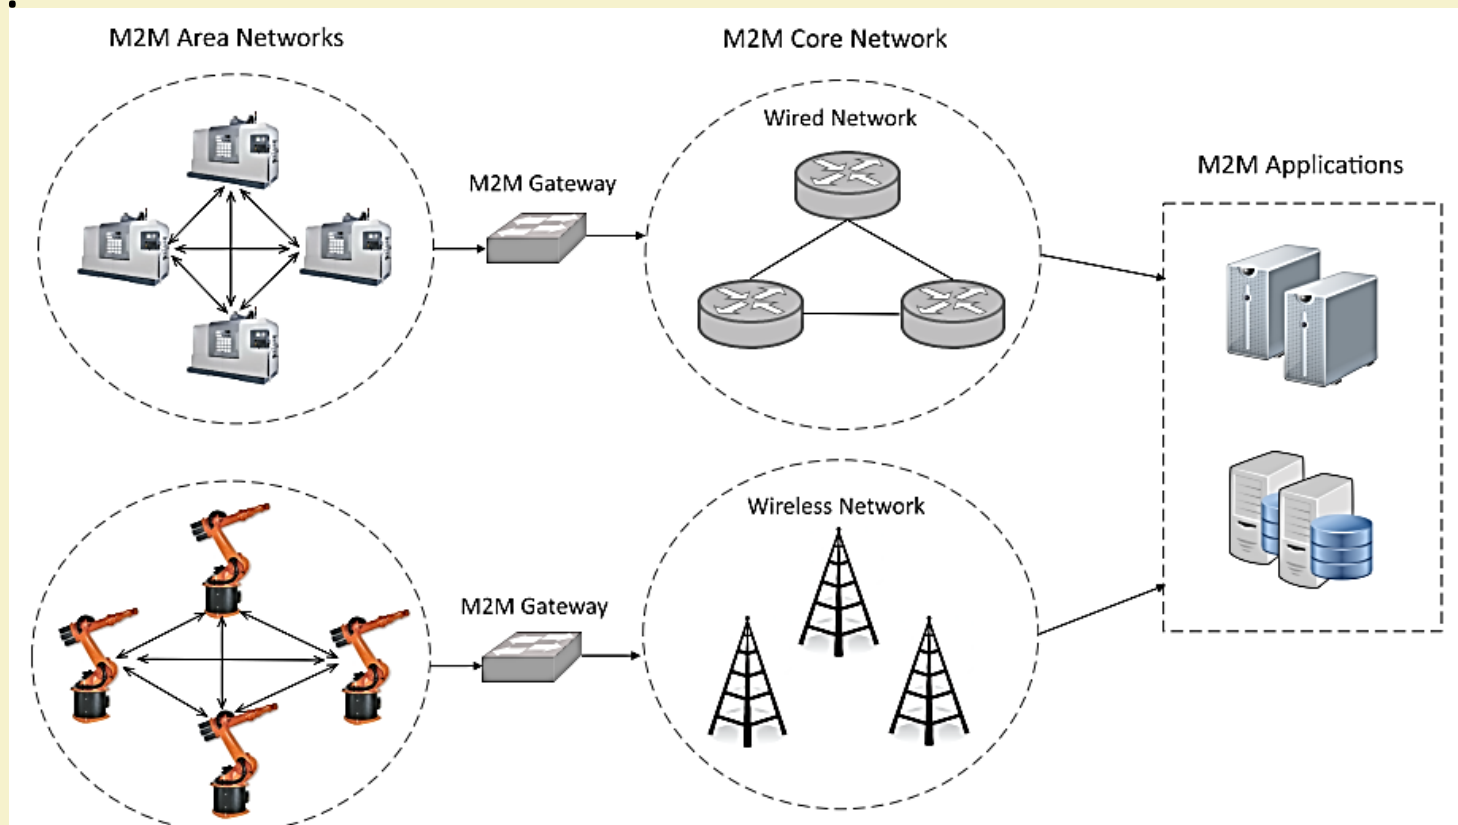 M2M Area Networks
M2M Core Network
Wired Network
M2M Applications
M2M Gateway
Wireless Network
M2M Gateway